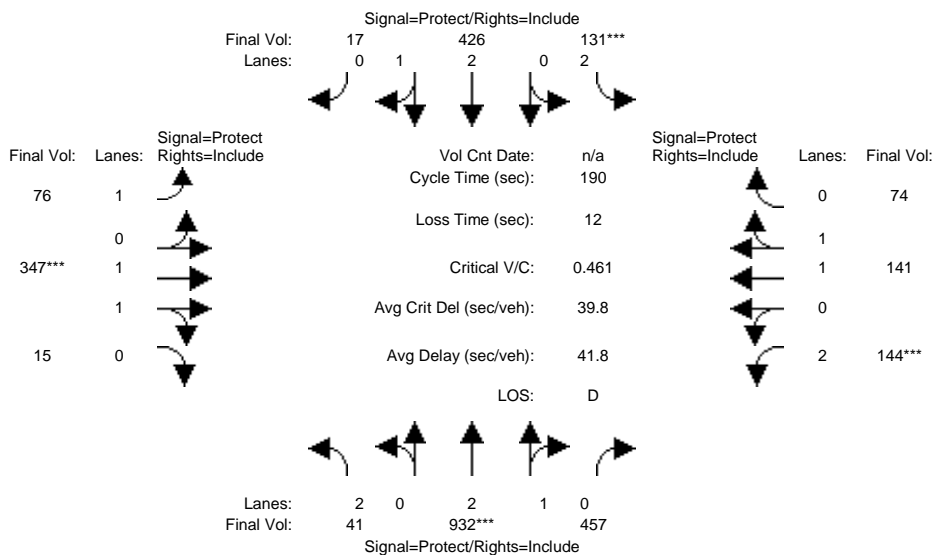 Signal=Protect/Rights=Include
Final Vol: 17 426 131***
Lanes: 0 1 2 0 2
Signal=Protect
Final Vol: Lanes: Rights=Include
Vol Cnt Date: n/a
Signal=Protect
Rights=Include Lanes: Final Vol:
Cycle Time (sec): 190
76 1
0 74
Loss Time (sec): 12
0
1
347*** 1
Critical V/C: 0.461
1 141
1
Avg Crit Del (sec/veh): 39.8
0
15 0
Avg Delay (sec/veh): 41.8
2 144***
LOS: D
Lanes: 2 0 2 1 0
Final Vol: 41 932*** 457
Signal=Protect/Rights=Include